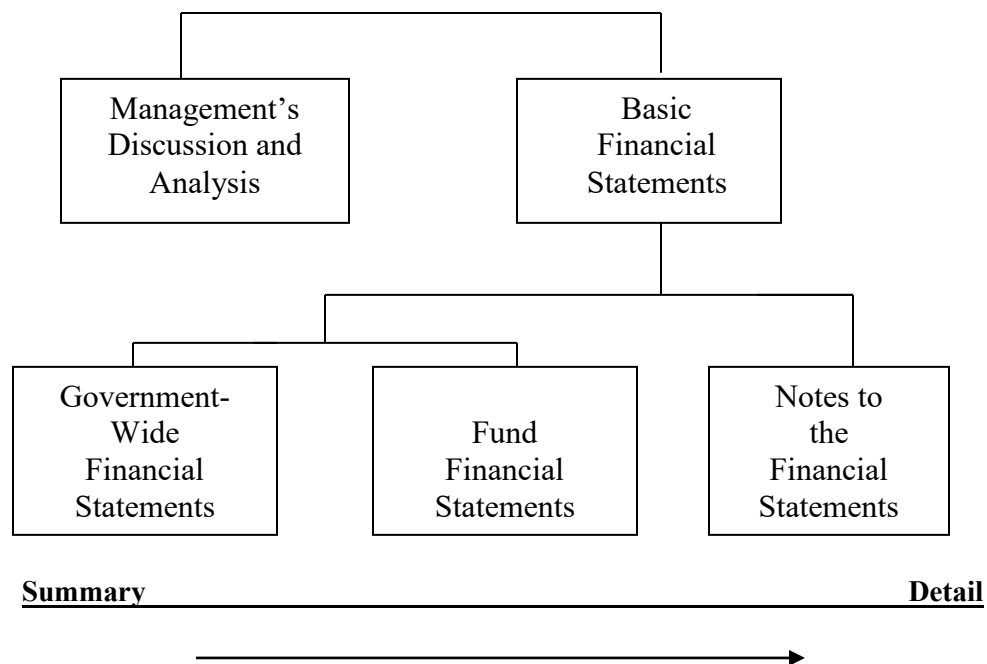 Management’s
Discussion and
Analysis
Basic
Financial
Statements
Government-
Wide
Financial
Statements
Fund
Financial
Statements
Notes to
the
Financial
Statements
Summary Detail